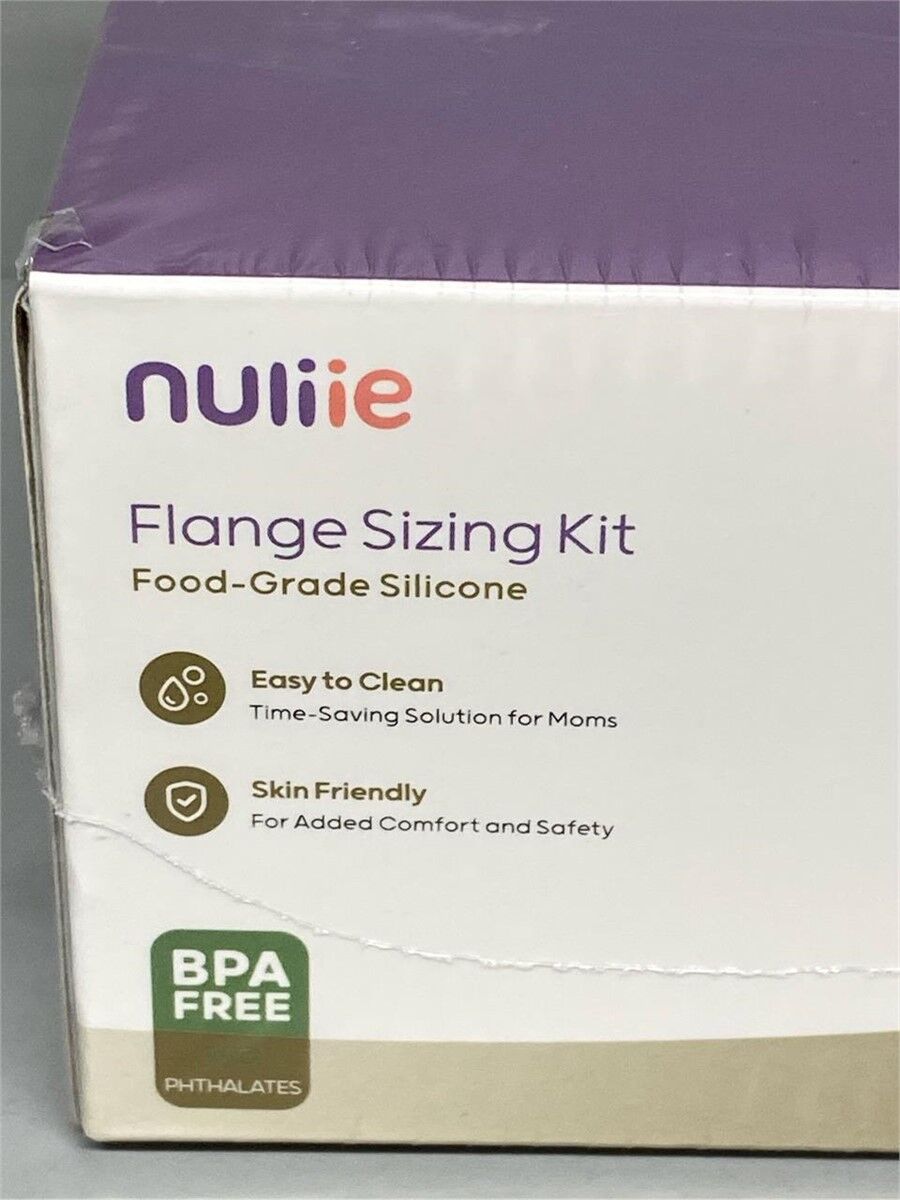 nuliie
Flange Sizing Kit
Food-Grade Silicone
Easy to Clean
Time-Saving Solution for Moms
Skin Friendly
For Added Comfort and Safety
BPA
FREE
PHTHALATES